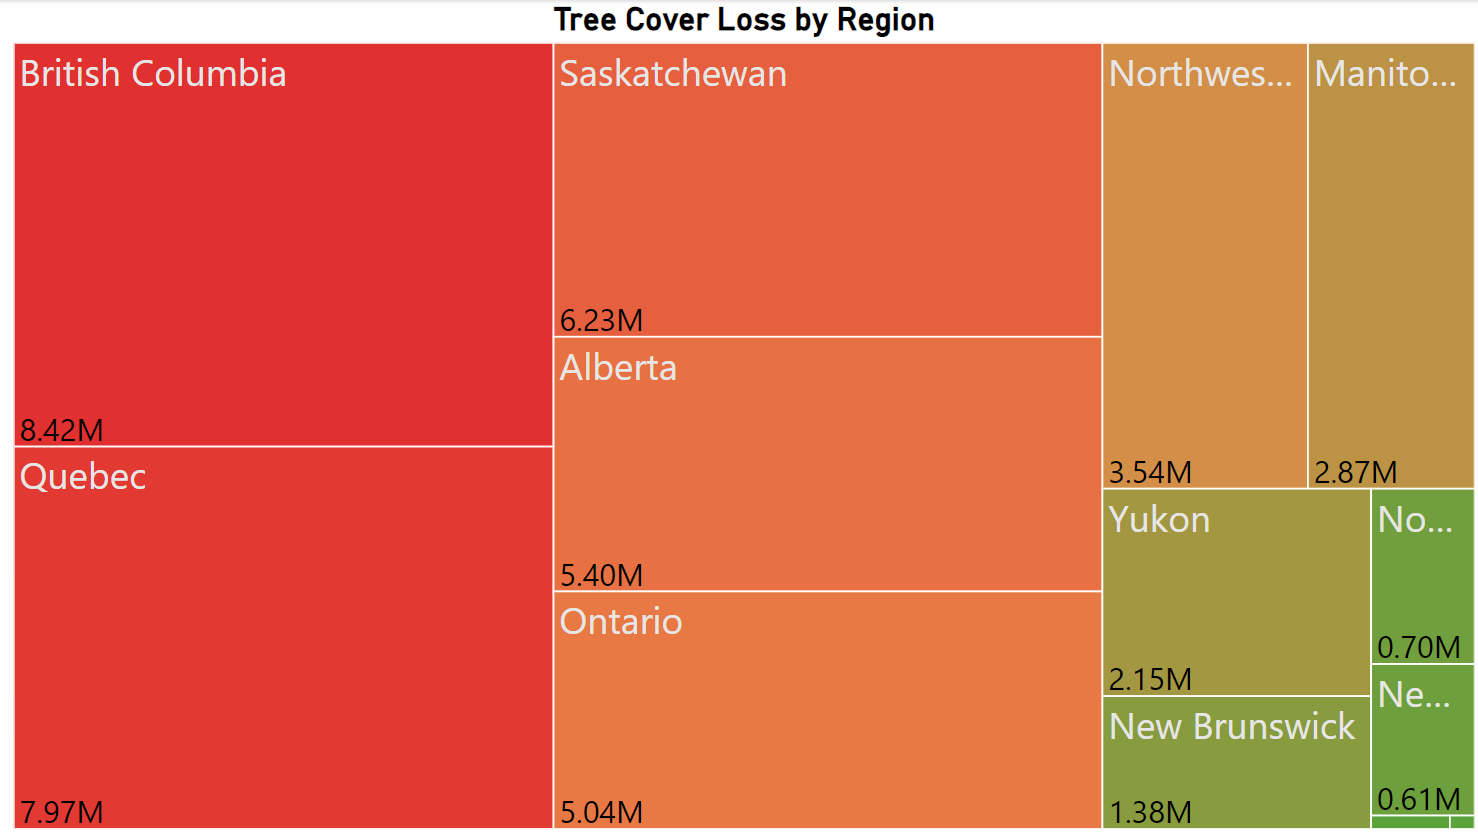 Tree Cover Loss by Region
British Columbia
8.42M
Quebec
7.97M
Saskatchewan
6.23M
Alberta
5.40M
Ontario
5.04M
Northwes...
3.54M
Manito...
2.87M
Yukon
2.15M
New Brunswick
1.38M
No...
0.70M
Ne...
0.61M